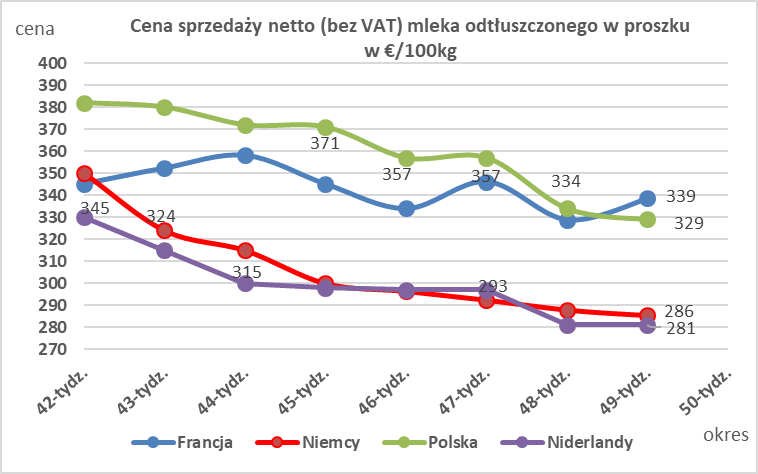 cena
Cena sprzedaży netto (bez VAT) mleka odtłuszczonego w proszku
w €/100kg
400
390
380
370
360
350
340
330
320
310
300
290
280
270
345
324
315
371
357
357
293
334
339
329
286
281
42-tydz.
43-tydz.
44-tydz.
45-tydz.
46-tydz.
47-tydz.
48-tydz.
49-tydz.
50-tydz.
okres
Francja Niemcy Polska Niderlandy